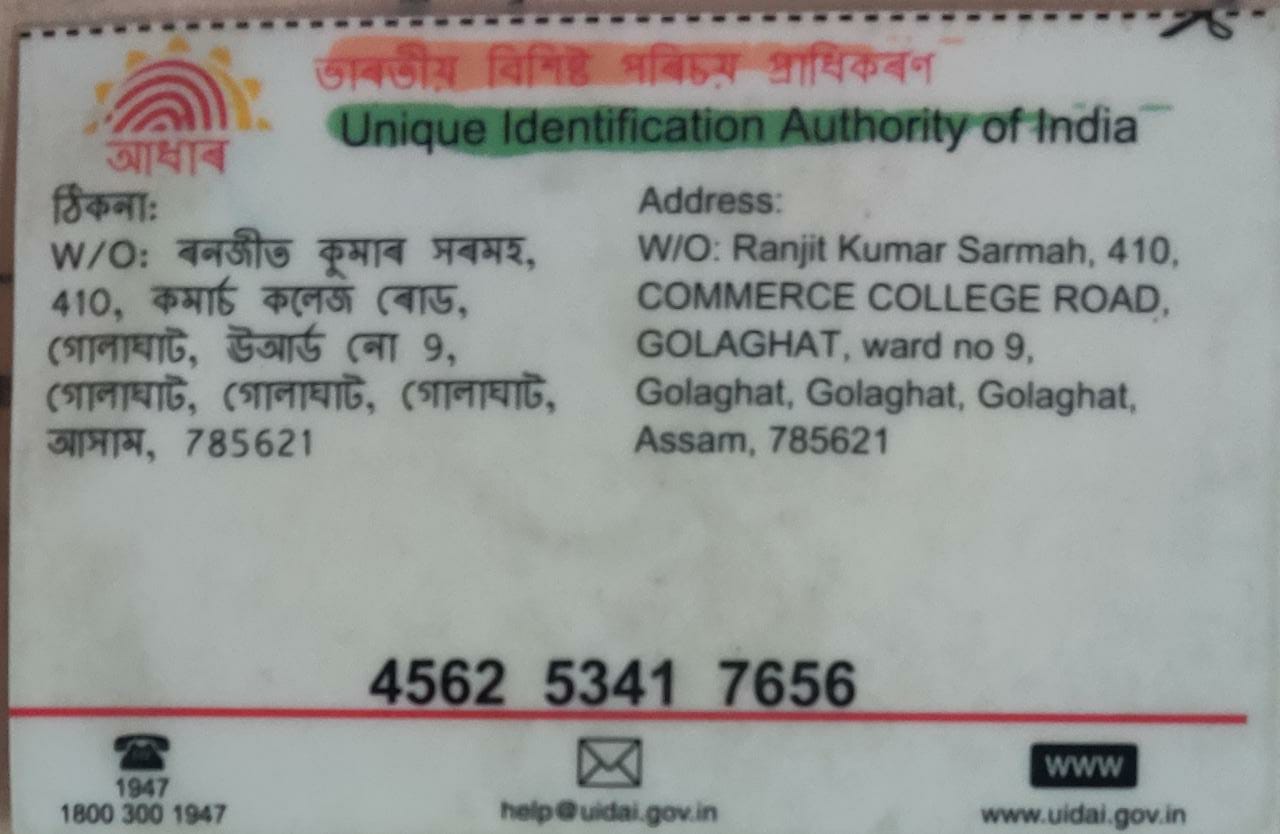 ভাৰতীয় বিশিষ্ট পৰিচয় প্ৰাধিকৰণ
Unique Identification Authority of India
আধাৰ
ঠিকনা:
W/O: ৰনজীত কূমাৰ সৰমহ,
410, কমাৰ্চ কলেজ ৰোড,
গোলাঘাট, উঅাৰ্ড নো 9,
গোলাঘাট, গোলাঘাট, গোলাঘাট,
আসাম, 785621
Address:
W/O: Ranjit Kumar Sarmah, 410,
COMMERCE COLLEGE ROAD,
GOLAGHAT, ward no 9,
Golaghat, Golaghat, Golaghat,
Assam, 785621
4562 5341 7656
1947
1800 300 1947
help@uidai.gov.in
www
www.uidai.gov.in